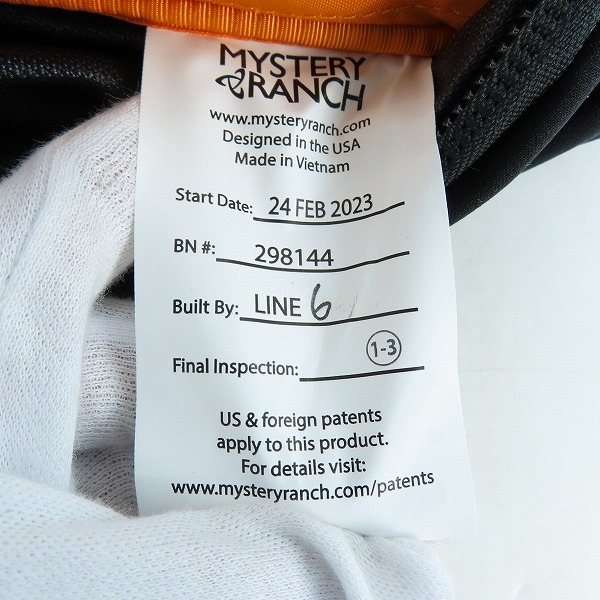 MYSTERY
RANCH
www.mysteryranch.com
Designed in the USA
Made in Vietnam
Start Date: 24 FEB 2023
BN #: 298144
Built By: LINE 6
Final Inspection: 1-3
US & foreign patents
apply to this product.
For details visit:
www.mysteryranch.com/patents